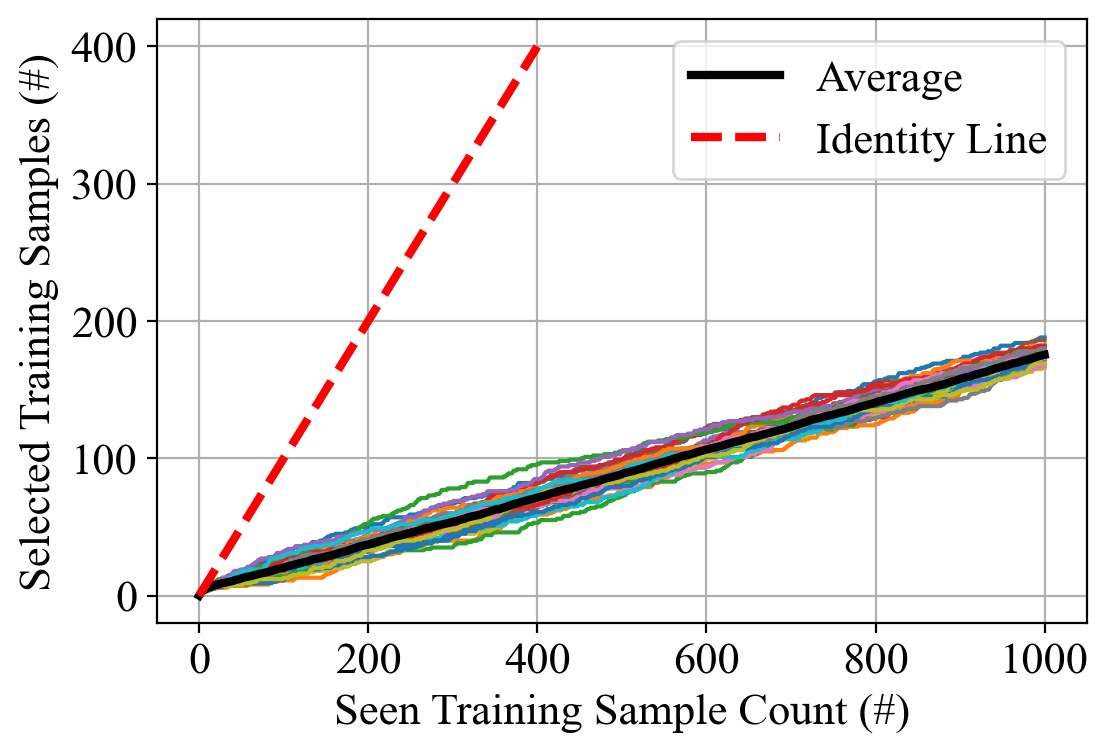 Selected Training Samples (#)
400
300
200
100
0
Average
Identity Line
0 200 400 600 800 1000
Seen Training Sample Count (#)